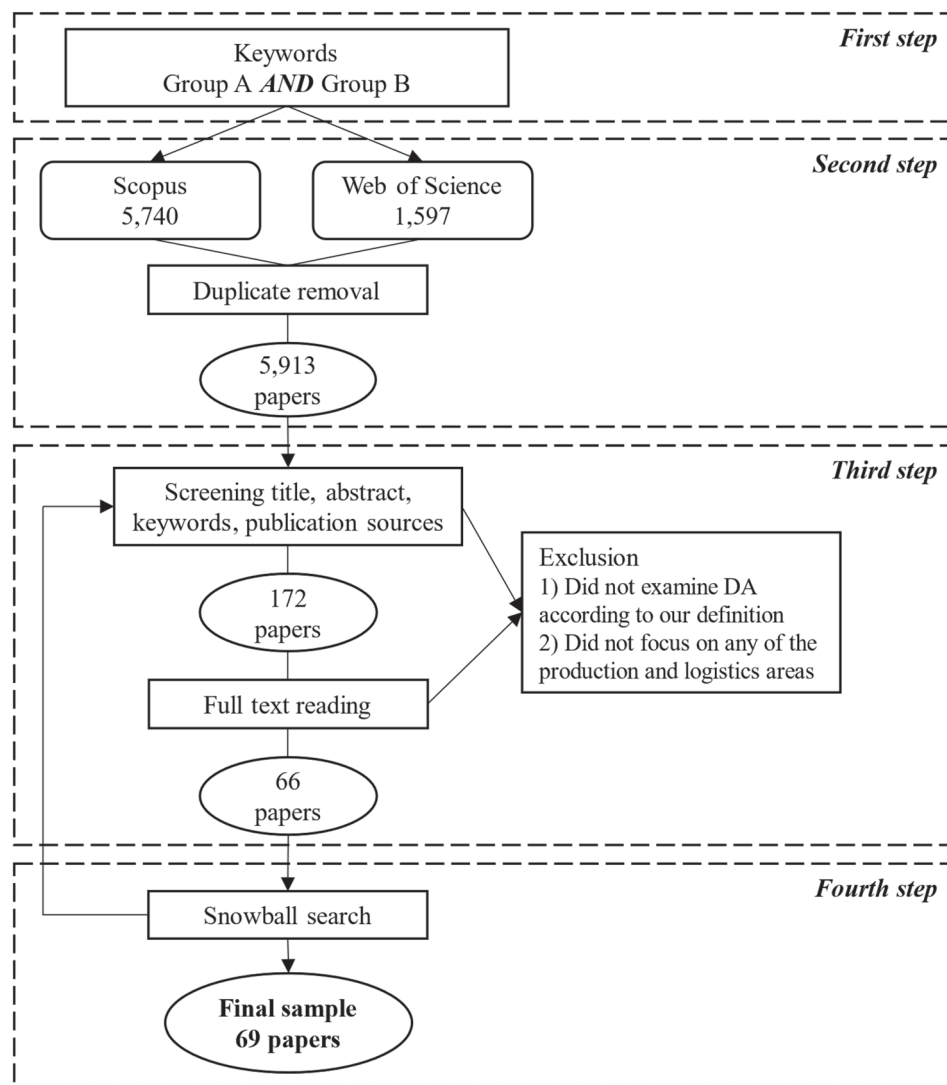 First step
Keywords
Group A AND Group B
Second step
Scopus
5,740
Web of Science
1,597
Duplicate removal
5,913
papers
Third step
Screening title, abstract,
keywords, publication sources
Exclusion
1) Did not examine DA
according to our definition
2) Did not focus on any of the
production and logistics areas
172
papers
Full text reading
66
papers
Fourth step
Snowball search
Final sample
69 papers